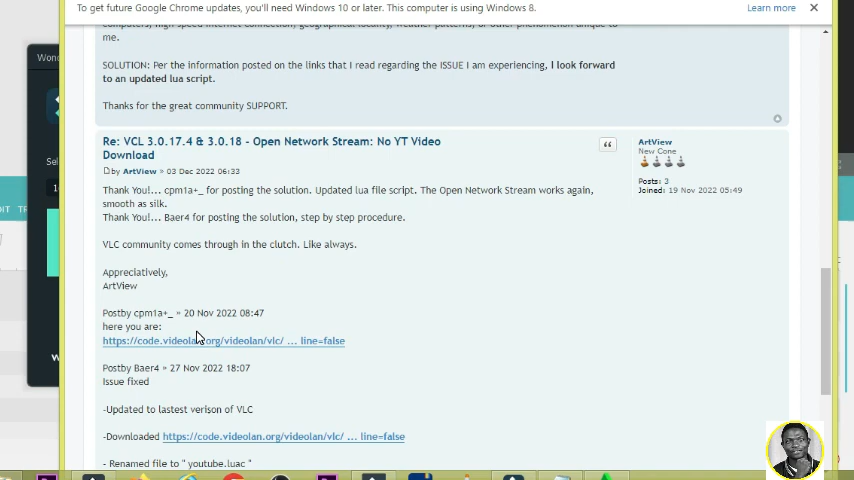 To get future Google Chrome updates, you'll need Windows 10 or later. This computer is using Windows 8.
Learn more
me.
SOLUTION: Per the information posted on the links that I read regarding the ISSUE I am experiencing, I look forward
to an updated lua script.
Thanks for the great community SUPPORT.
Re: VCL 3.0.17.4 & 3.0.18 - Open Network Stream: No YT Video
Download
by ArtView » 03 Dec 2022 06:33
ArtView
New Cone
Posts: 3
Joined: 19 Nov 2022 05:49
Thank You!... cpm1a+_ for posting the solution. Updated lua file script. The Open Network Stream works again,
smooth as silk.
Thank You!... Baer4 for posting the solution, step by step procedure.
VLC community comes through in the clutch. Like always.
Appreciatively,
ArtView
Postby cpm1a+_ » 20 Nov 2022 08:47
here you are:
https://code.videolan.org/videolan/vlc/ ... line=false
Postby Baer4 » 27 Nov 2022 18:07
Issue fixed
-Updated to lastest verison of VLC
-Downloaded https://code.videolan.org/videolan/vlc/ ... line=false
- Renamed file to " youtube.luac "